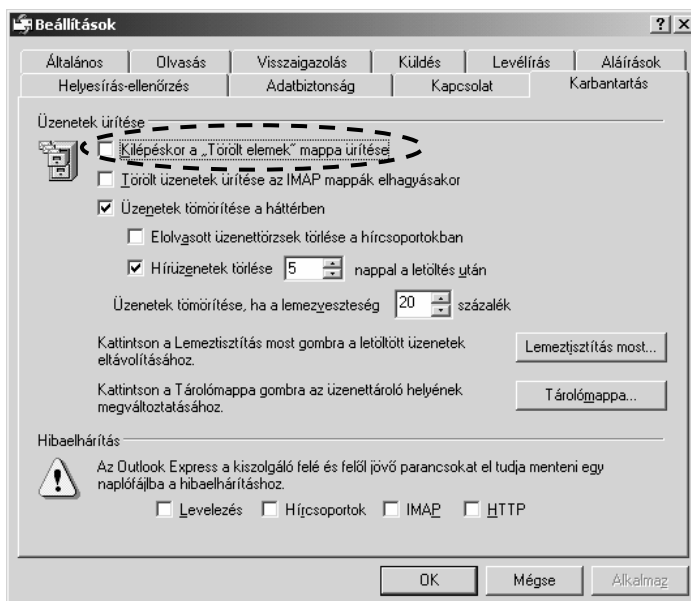 Beállítások
Általános Olvasás Visszaigazolás Küldés Levélírás Aláírások
Helyesírás-ellenőrzés Adatbiztonság Kapcsolat Karbantartás
Üzenetek ürítése
Kilépéskor a „Törölt elemek” mappa ürítése
Törölt üzenetek ürítése az IMAP mappák elhagyásakor
Üzenetek tömörítése a háttérben
Elolvasott üzenettörzsek törlése a hírcsoportokban
Hírüzenetek törlése 5 nappal a letöltés után
Üzenetek tömörítése, ha a lemezveszteség 20 százalék
Kattintson a Lemeztisztítás most gombra a letöltött üzenetek
eltávolításához.
Lemeztisztítás most...
Kattintson a Tárolómappa gombra az üzenettároló helyének
megváltoztatásához.
Tárolómappa...
Hibaelhárítás
Az Outlook Express a kiszolgáló felé és felől jövő parancsokat el tudja menteni egy
naplófájlba a hibaelhárításhoz.
Levelezés Hírcsoportok IMAP HTTP
OK Mégse Alkalmaz